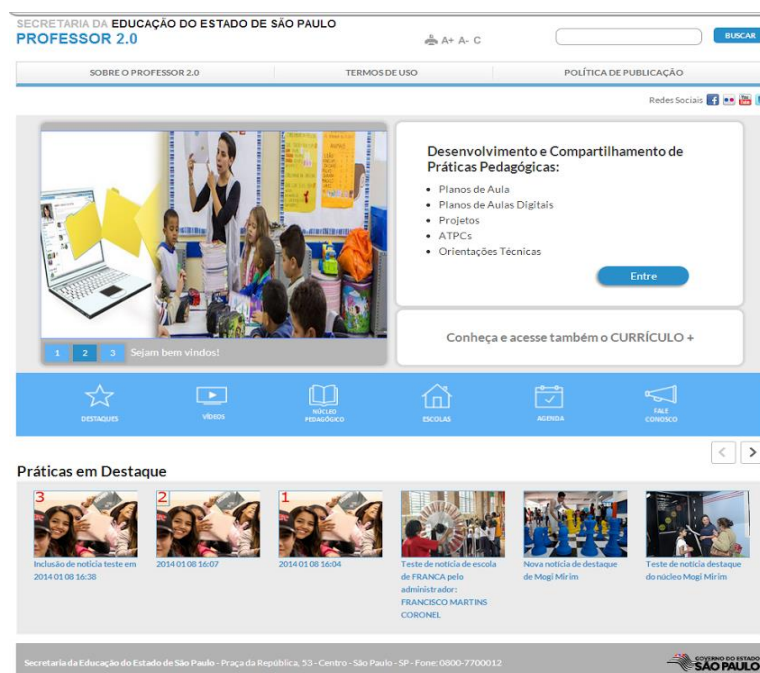 SECRETARIA DA EDUCAÇÃO DO ESTADO DE SÃO PAULO
PROFESSOR 2.0
A+ A- C
BUSCAR
SOBRE O PROFESSOR 2.0
TERMOS DE USO
POLÍTICA DE PUBLICAÇÃO
Redes Sociais
Desenvolvimento e Compartilhamento de
Práticas Pedagógicas:
• Planos de Aula
• Planos de Aulas Digitais
• Projetos
• ATPCs
• Orientações Técnicas
Entre
1 2 3 Sejam bem vindos!
Conheça e acesse também o CURRÍCULO +
DESTAQUES
VÍDEOS
NÚCLEO
PEDAGÓGICO
ESCOLAS
AGENDA
FALE
CONOSCO
Práticas em Destaque
3
Inclusão de notícia teste em
2014 01 08 16:38
2
2014 01 08 16:07
1
2014 01 08 16:04
Teste de notícia de escola
de FRANCA pelo
administrador:
FRANCISCO MARTINS
CORONEL
Nova notícia de destaque
de Mogi Mirim
Teste de notícia destaque
do núcleo Mogi Mirim
Secretaria da Educação do Estado de São Paulo - Praça da República, 53 - Centro - São Paulo - SP - Fone: 0800-7700012
GOVERNO DO ESTADO
SÃO PAULO